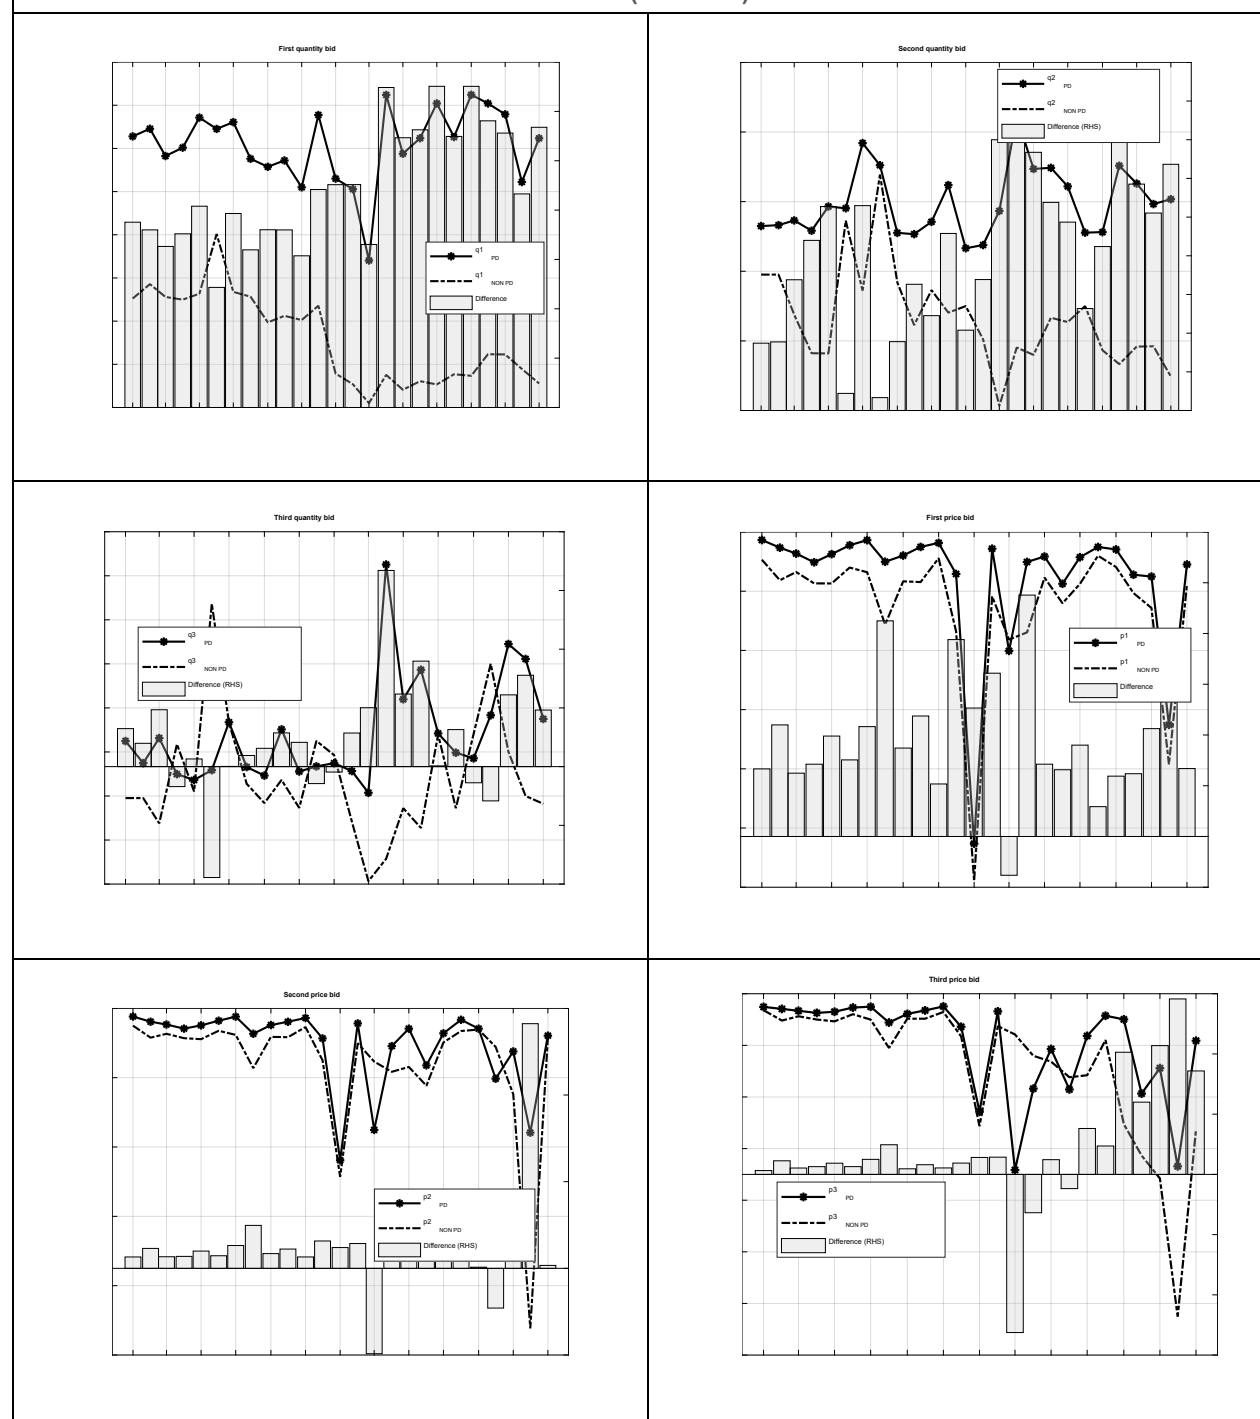 First quantity bid
q1 PD
q1 NON PD
Difference
Second quantity bid
q2 PD
q2 NON PD
Difference (RHS)
Third quantity bid
q3 PD
q3 NON PD
Difference (RHS)
First price bid
p1 PD
p1 NON PD
Difference
Second price bid
p2 PD
p2 NON PD
Difference (RHS)
Third price bid
p3 PD
p3 NON PD
Difference (RHS)